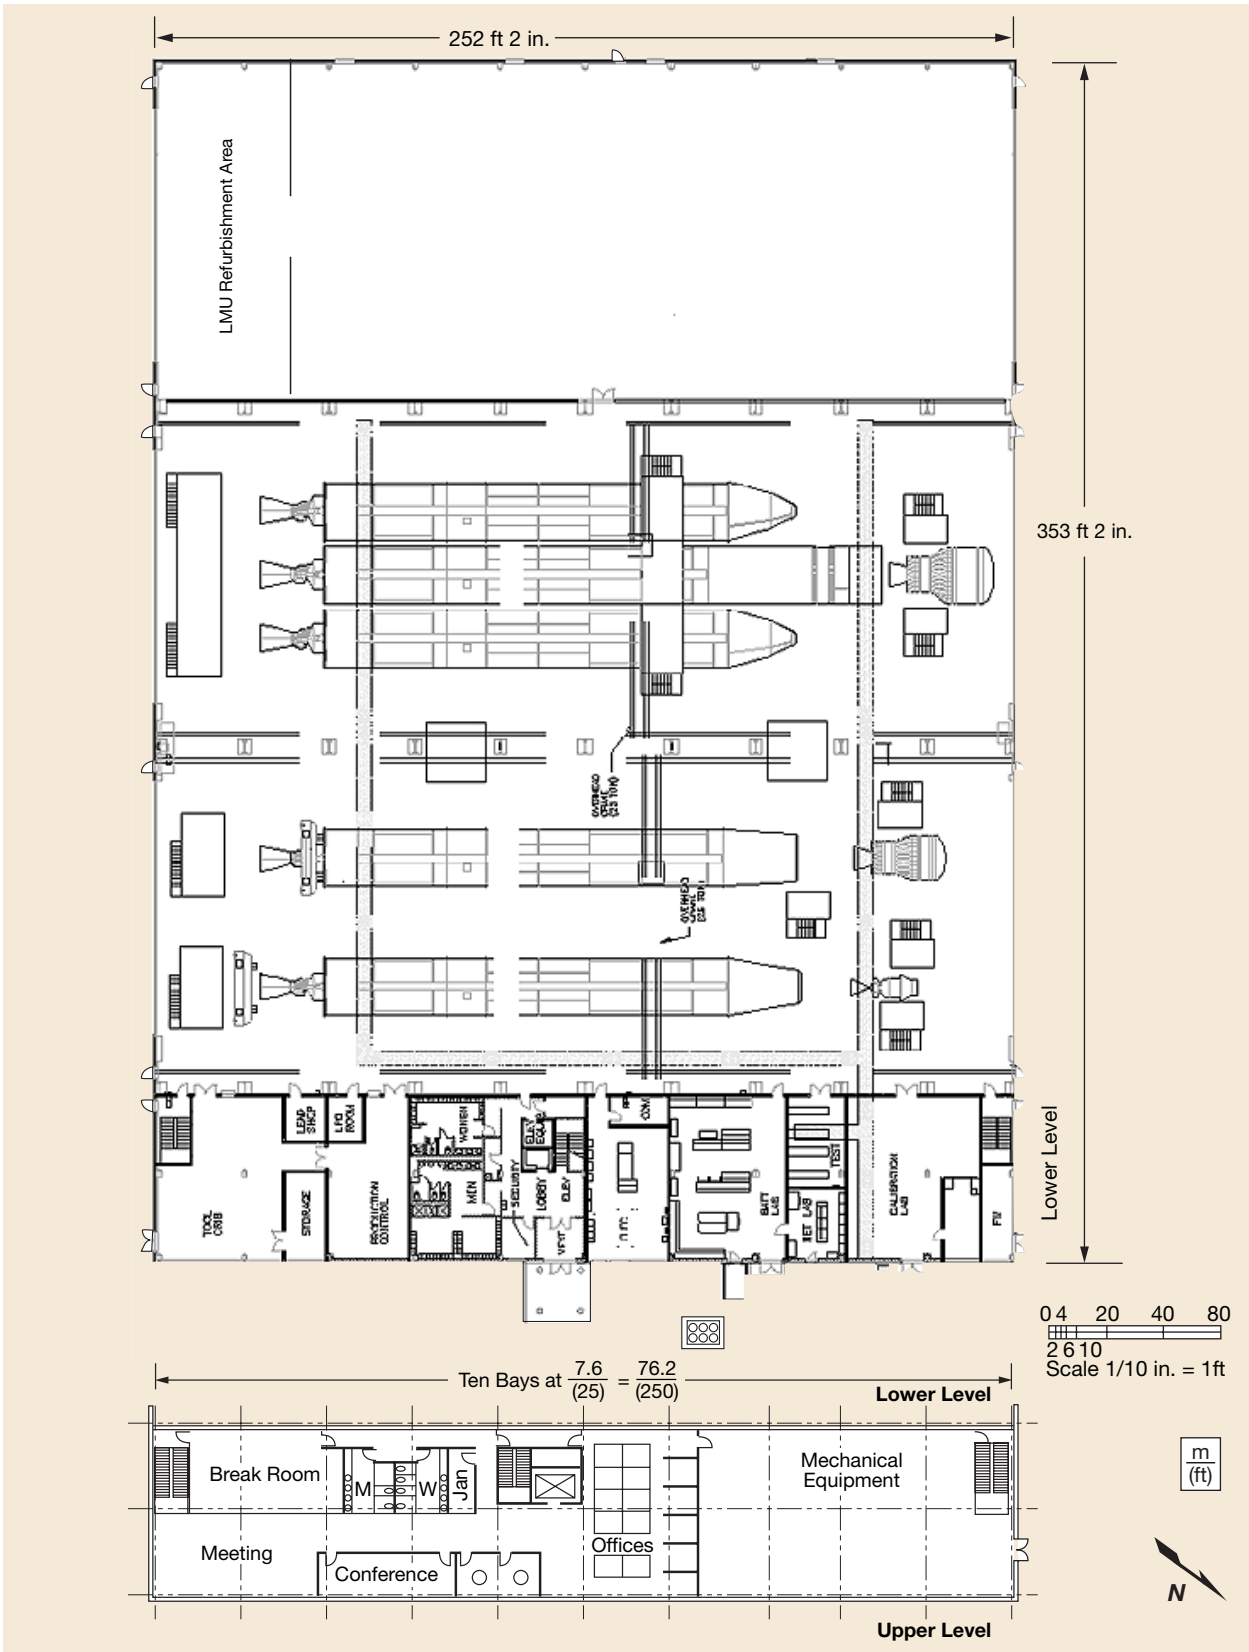 252 ft 2 in.
LMU Refurbishment Area
353 ft 2 in.
OVERHEAD
CRANE
(25 TON)
OVERHEAD
CRANE
LEAD
SHOP
LPO
ROOM
WOMEN
ELEV
EQUIP
COM
TOOL
CRIB
STORAGE
PRODUCTION
CONTROL
MEN
SECURITY
LOBBY
ELEV
VEST
BATT
LAB
TEST
CALIBRATION
LAB
Lower Level
0 4 20 40 80
2 6 10
Scale 1/10 in. = 1ft
Ten Bays at 7.6 = 76.2
(25) (250)
Lower Level
Break Room
M
W
Jan
Mechanical
Equipment
m
(ft)
Meeting
Conference
Offices
N
Upper Level